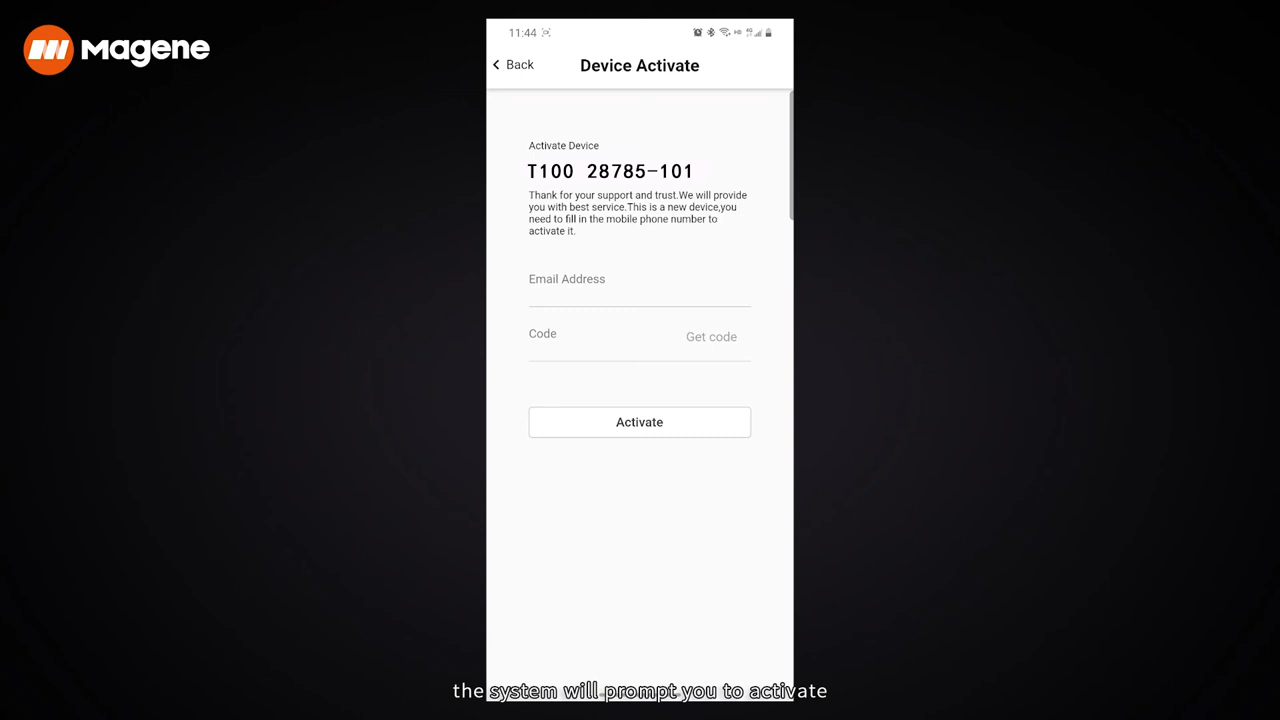 magene
11:44
Back
Device Activate
Activate Device
T100 28785-101
Thank for your support and trust.We will provide
you with best service.This is a new device,you
need to fill in the mobile phone number to
activate it.
Email Address
Code
Get code
Activate
the system will prompt you to activate